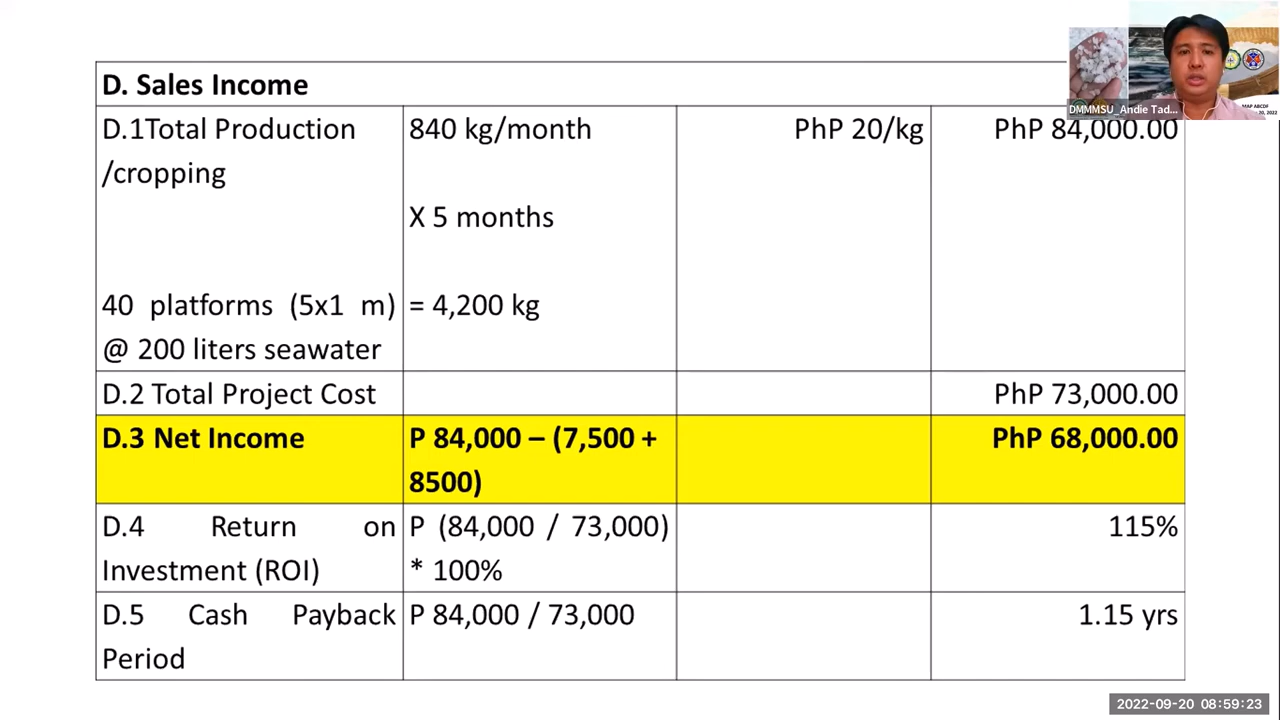 D. Sales Income
D.1Total Production
/cropping
40 platforms (5x1 m)
@ 200 liters seawater
840 kg/month
X 5 months
= 4,200 kg
PhP 20/kg
PhP 84,000.00
D.2 Total Project Cost
PhP 73,000.00
D.3 Net Income
P 84,000 – (7,500 +
8500)
PhP 68,000.00
D.4 Return on
Investment (ROI)
P (84,000 / 73,000)
* 100%
115%
D.5 Cash Payback
Period
P 84,000 / 73,000
1.15 yrs
DMMMSU_Andie Tad...
2022-09-20 08:59:23